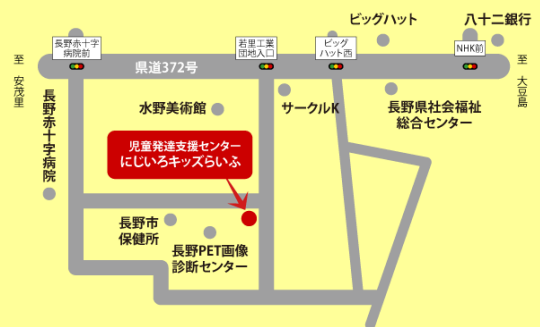 ビッグハット
八十二銀行
長野赤十字
病院前
若里工業
団地入口
ビッグ
ハット西
NHK前
至 安茂里
県道372号
至 大豆島
長野赤十字病院
水野美術館
サークルK
長野県社会福祉
総合センター
児童発達支援センター
にじいろキッズらいふ
長野市
保健所
長野PET画像
診断センター